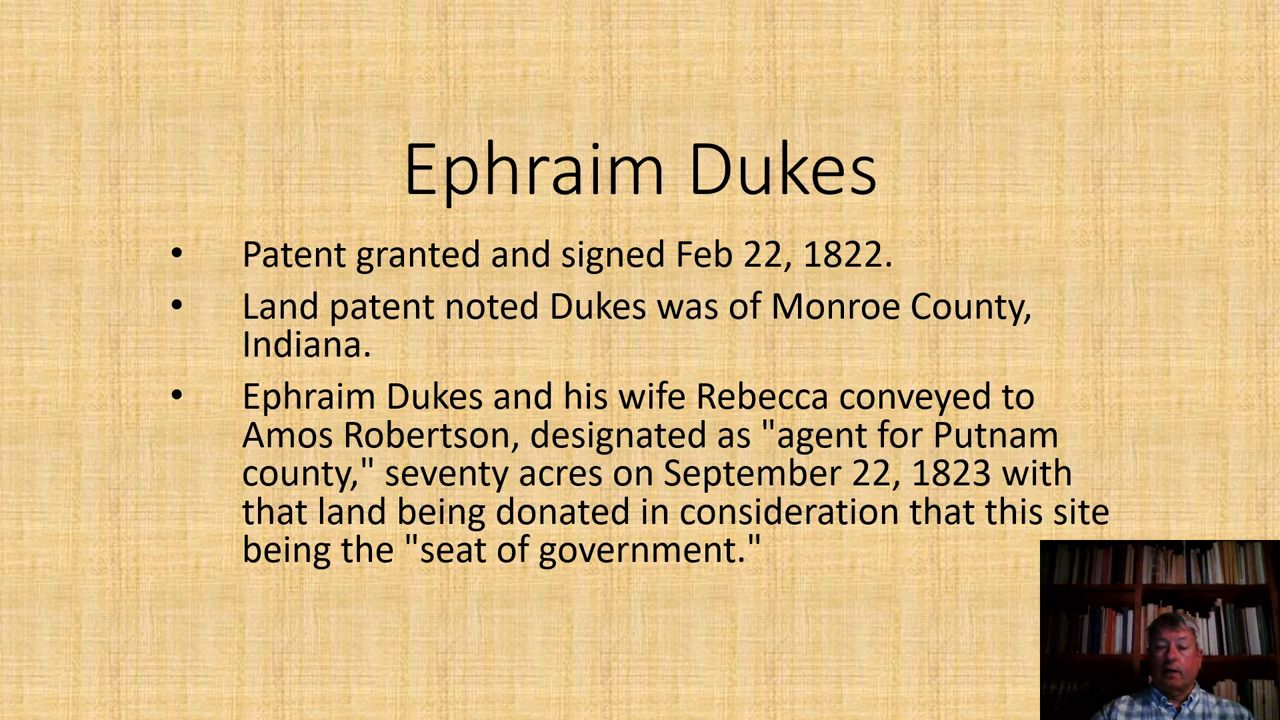 Ephraim Dukes
• Patent granted and signed Feb 22, 1822.
• Land patent noted Dukes was of Monroe County,
Indiana.
• Ephraim Dukes and his wife Rebecca conveyed to
Amos Robertson, designated as "agent for Putnam
county," seventy acres on September 22, 1823 with
that land being donated in consideration that this site
being the "seat of government."